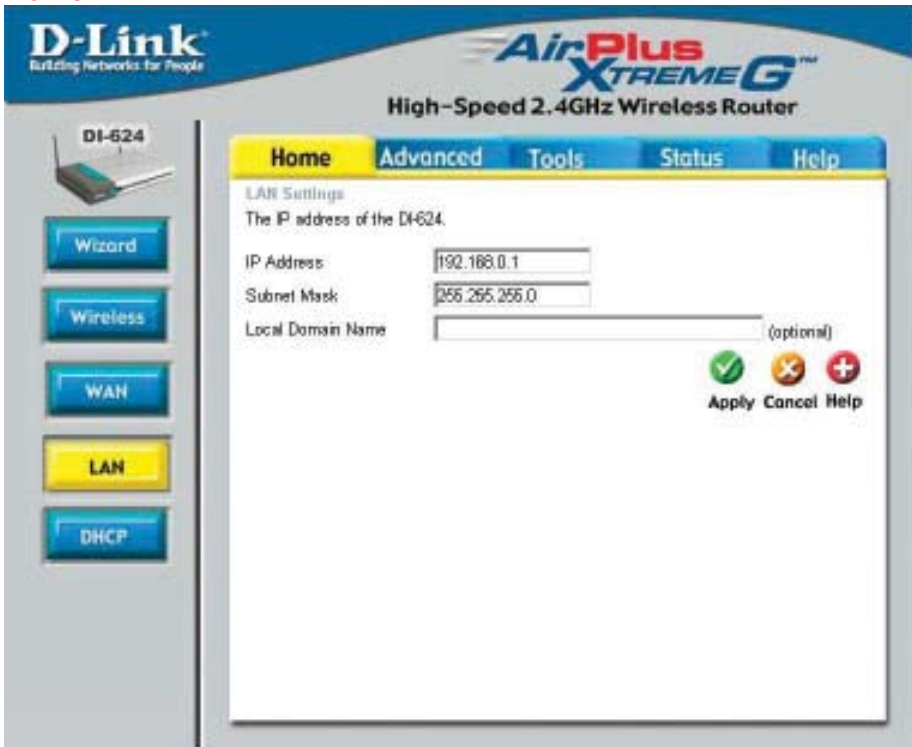 D-Link
Building Networks for People
AirPlus
XTREME G™
High-Speed 2.4GHz Wireless Router
DI-624
Home Advanced Tools Status Help
LAN Settings
The IP address of the DI-624.
Wizard
IP Address 192.168.0.1
Subnet Mask 255.255.255.0
Wireless
Local Domain Name (optional)
WAN
Apply Cancel Help
LAN
DHCP